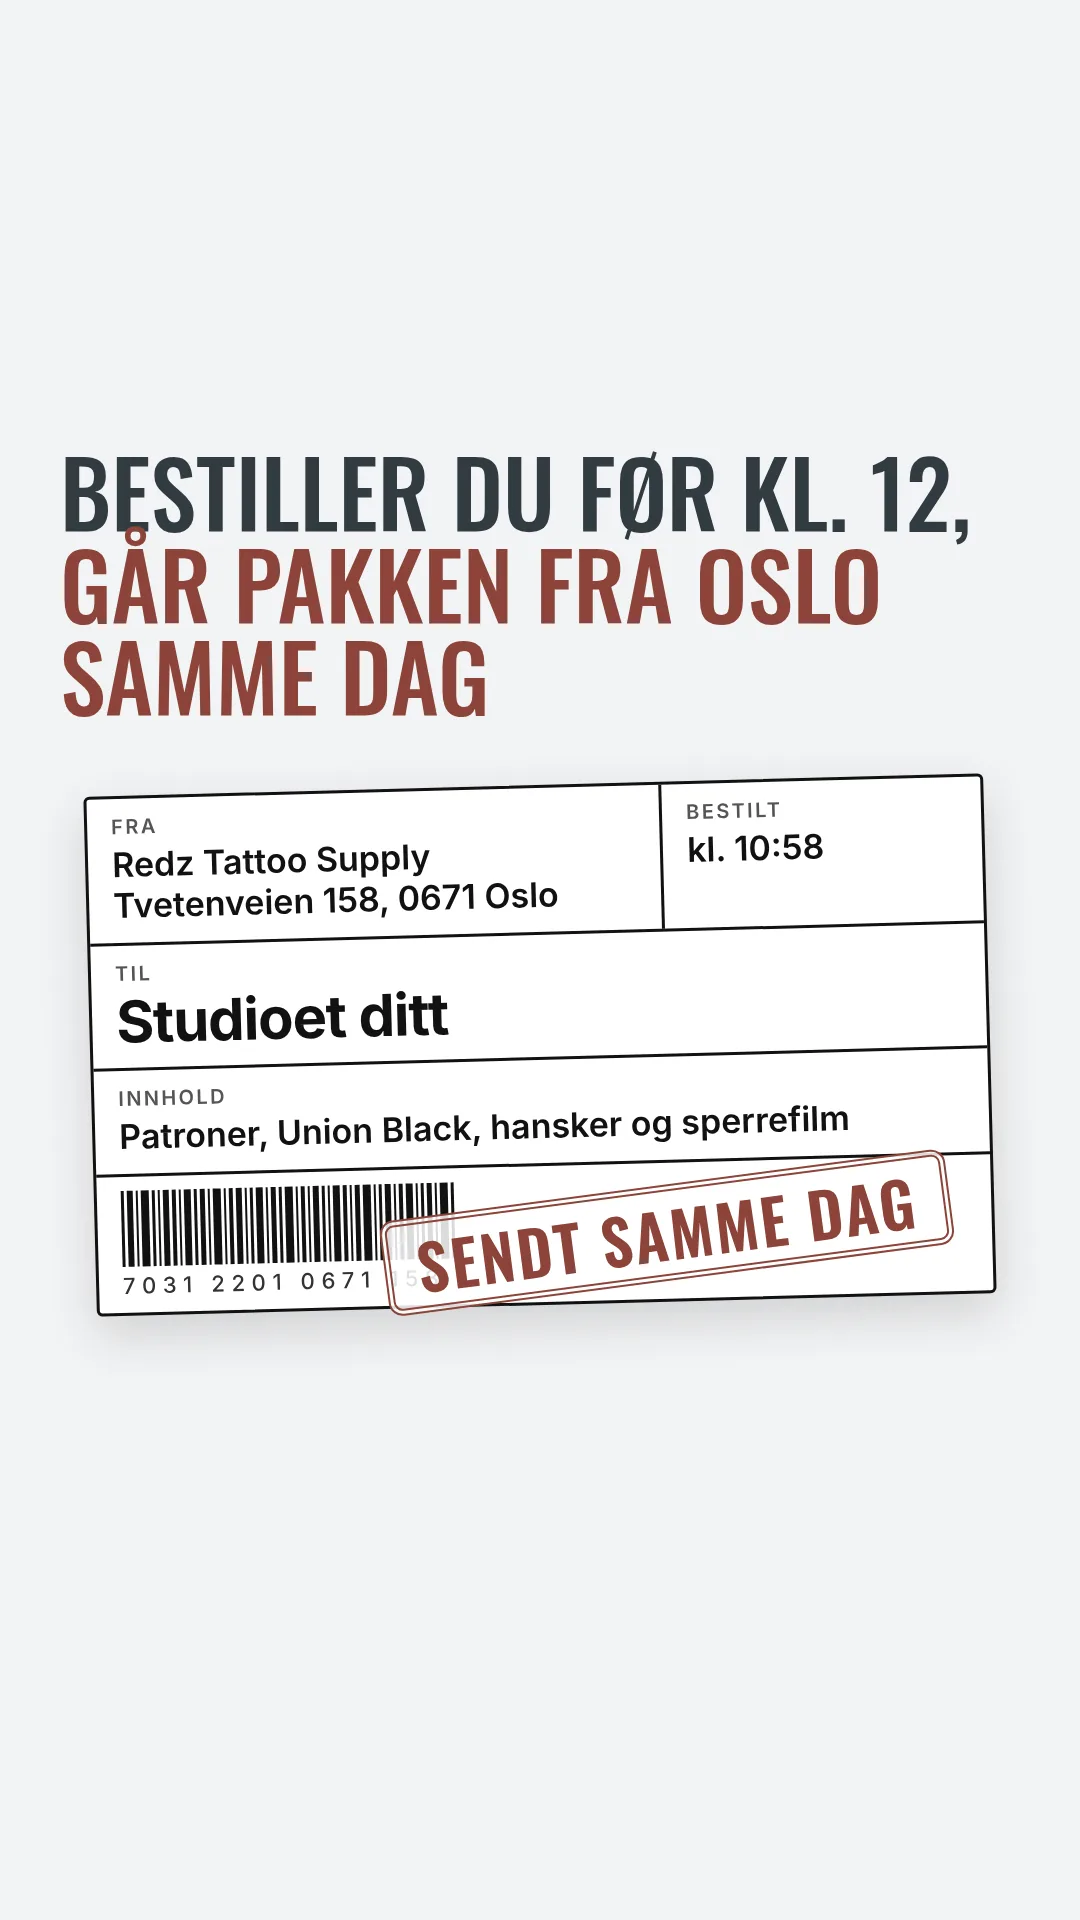 BESTILLER DU FØR KL. 12,
GÅR PAKKEN FRA OSLO
SAMME DAG
FRA
Redz Tattoo Supply
Tvetenveien 158, 0671 Oslo
BESTILT
kl. 10:58
TIL
Studioet ditt
INNHOLD
Patroner, Union Black, hansker og sperrefilm
7031 2201 0671
SENDT SAMME DAG